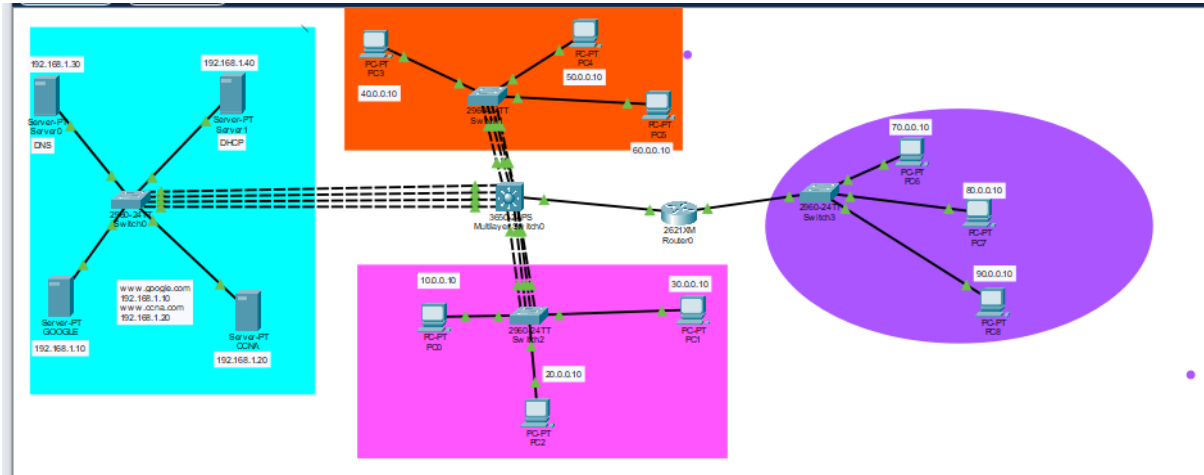 192.168.1.30
Server-PT
Server0
DNS
192.168.1.40
Server-PT
Server1
DHCP
2960-24TT
Switch0
Server-PT
GOOGLE
192.168.1.10
www.google.com
192.168.1.10
www.ccna.com
192.168.1.20
Server-PT
CCNA
192.168.1.20
PC-PT
PC3
40.0.0.10
PC-PT
PC4
50.0.0.10
2960-24TT
PC-PT
PC5
60.0.0.10
Multilayer Switch0
2621XM
Router0
10.0.0.10
PC-PT
PC0
30.0.0.10
PC-PT
PC1
2960-24TT
Switch2
20.0.0.10
PC-PT
PC2
2960-24TT
Switch3
70.0.0.10
PC-PT
PC6
80.0.0.10
PC-PT
PC7
90.0.0.10
PC-PT
PC8